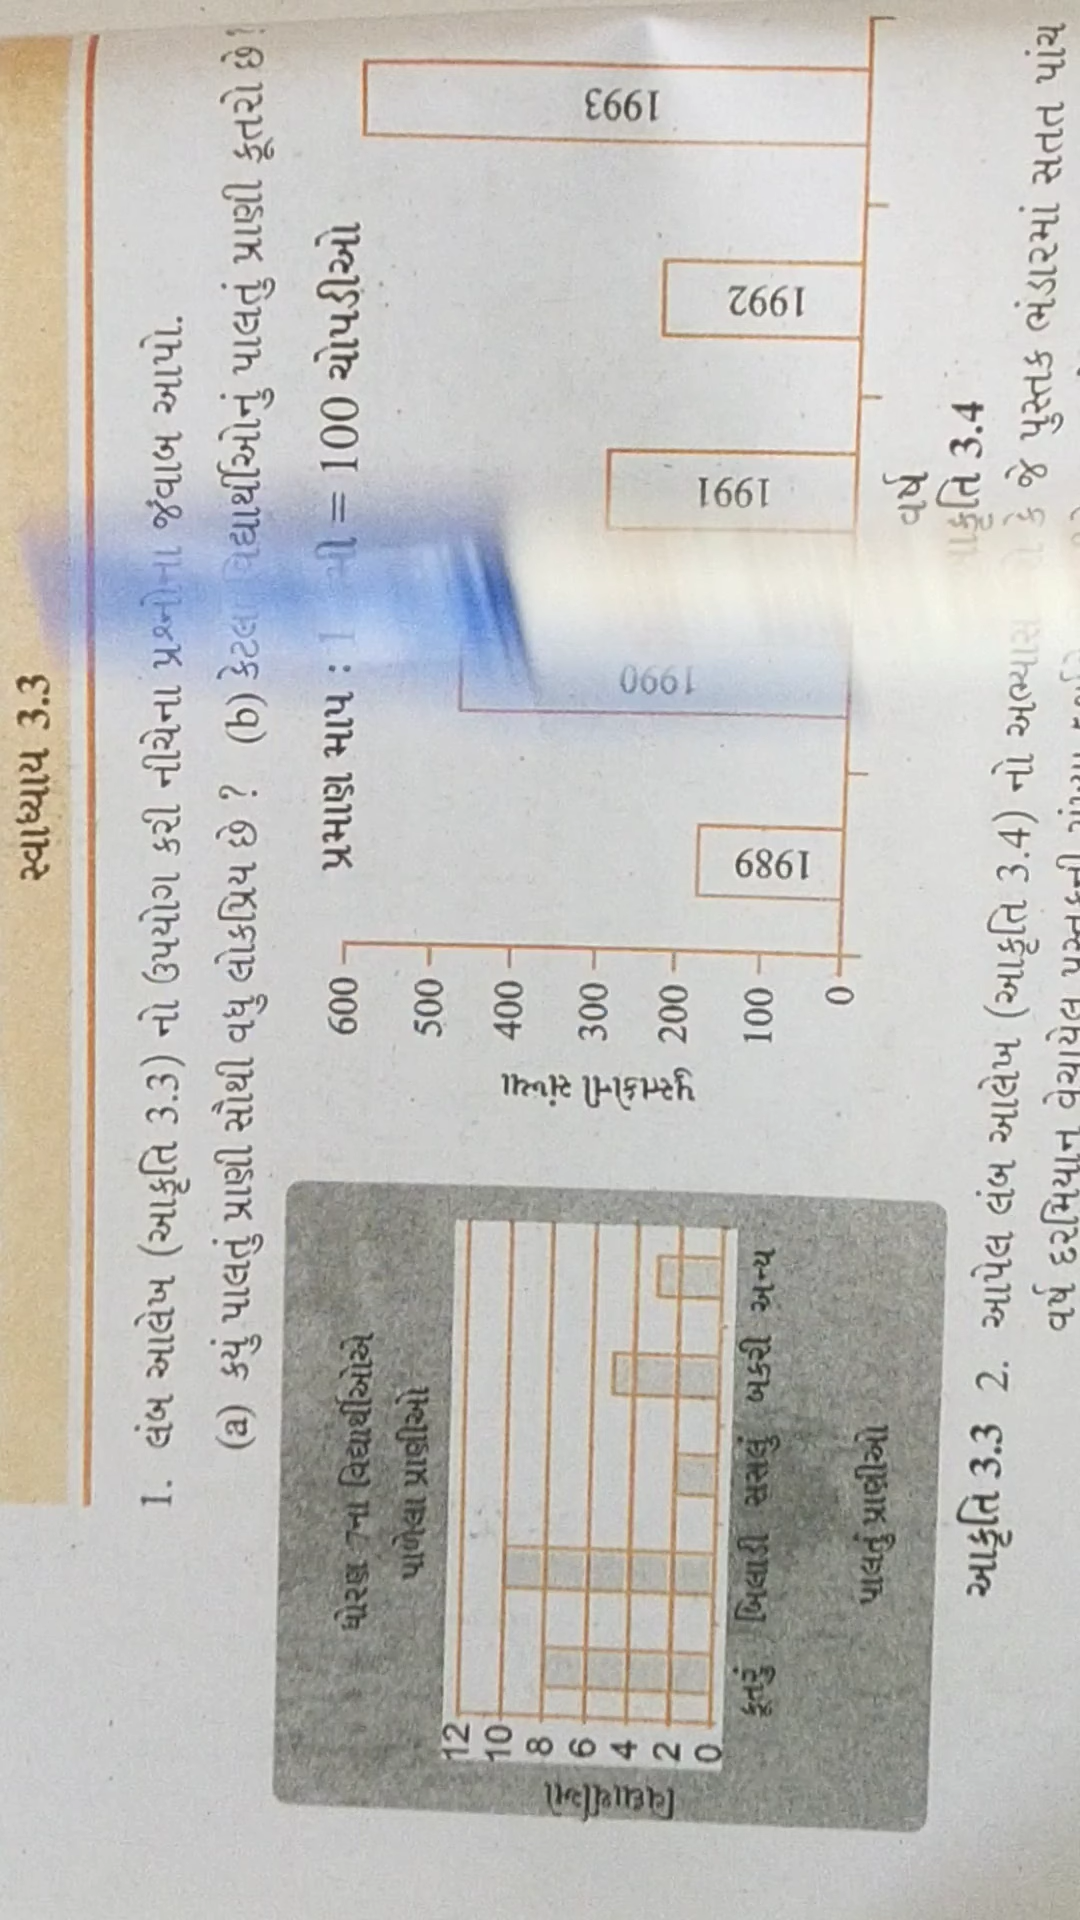 સ્વાધ્યાય 3.3
1. લંબ આલેખ (આકૃતિ 3.3) નો ઉપયોગ કરી નીચેના પ્રશ્નોના જવાબ આપો.
(a) કયું પાલતું પ્રાણી સૌથી વધુ લોકપ્રિય છે ? (b) કેટલા વિદ્યાર્થીઓનું પાલતું પ્રાણી કૂતરો છે ?
ધોરણ 7ના વિદ્યાર્થીઓએ
પાળેલા પ્રાણીઓ
વિદ્યાર્થીઓ
12
10
8
6
4
2
0
કૂતરું બિલાડી સસલું બકરી અન્ય
પાલતું પ્રાણીઓ
આકૃતિ 3.3
પ્રમાણ માપ : 1 = 100 ચોપડીઓ
પુસ્તકોની સંખ્યા
600
500
400
300
200
100
0
1989
1990
1991
1992
1993
વર્ષ
આકૃતિ 3.4
2. આપેલ લંબ આલેખ (આકૃતિ 3.4) નો અભ્યાસ કે જે પુસ્તક ભંડારમાં સતત પાંચ
વર્ષ દરમિયાન વેચાયેલ પુસ્તકની